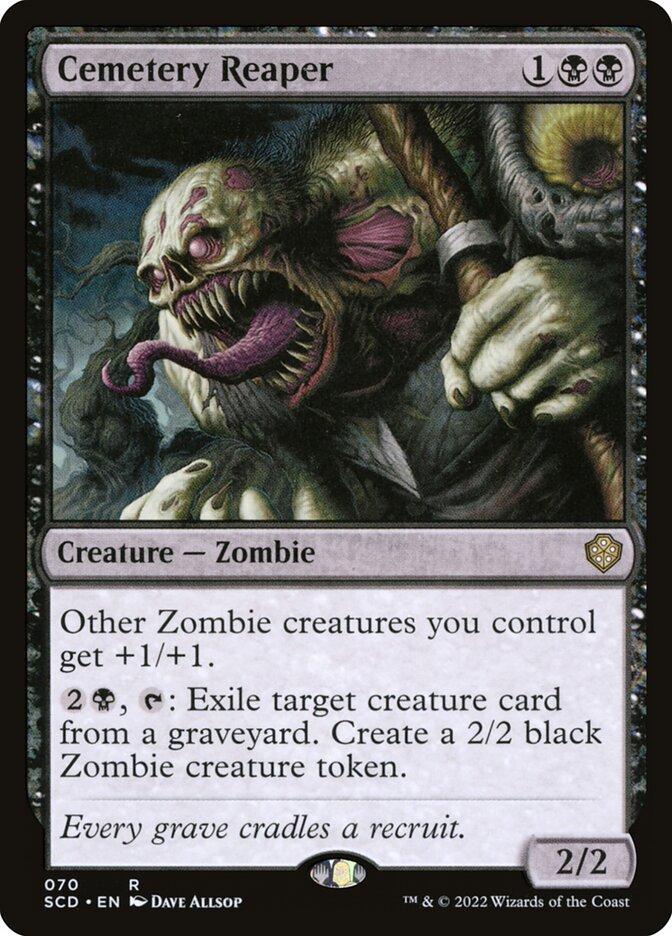 Cemetery Reaper 1
Creature — Zombie
Other Zombie creatures you control
get +1/+1.
2, : Exile target creature card
from a graveyard. Create a 2/2 black
Zombie creature token.
Every grave cradles a recruit.
2/2
070 R
SCD • EN DAVE ALLSOP ™ & © 2022 Wizards of the Coast